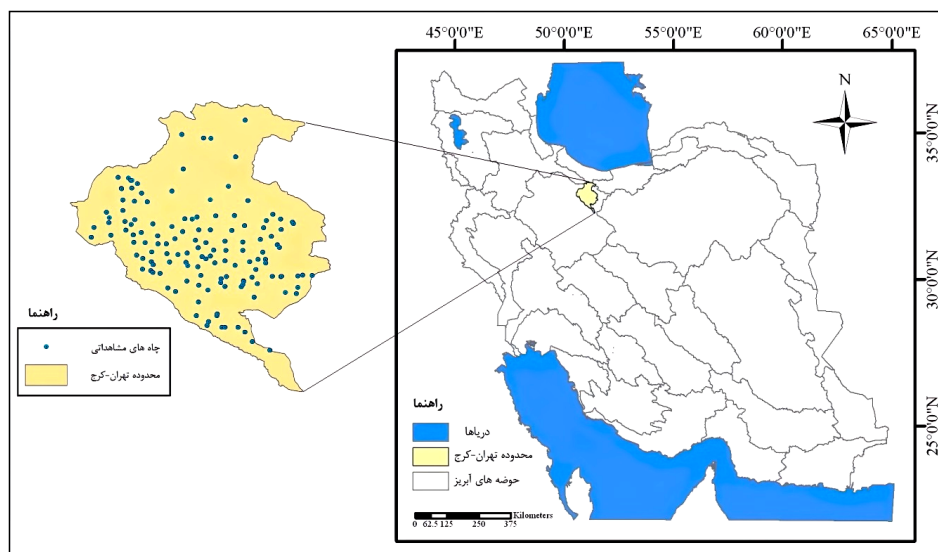 45°0'0"E 50°0'0"E 55°0'0"E 60°0'0"E 65°0'0"E
N
35°0'0"N
30°0'0"N
25°0'0"N
راهنما
چاه های مشاهداتی
محدوده تهران-کرج
راهنما
دریاها
محدوده تهران-کرج
حوضه های آبریز
Kilometers
0 62.5 125 250 375